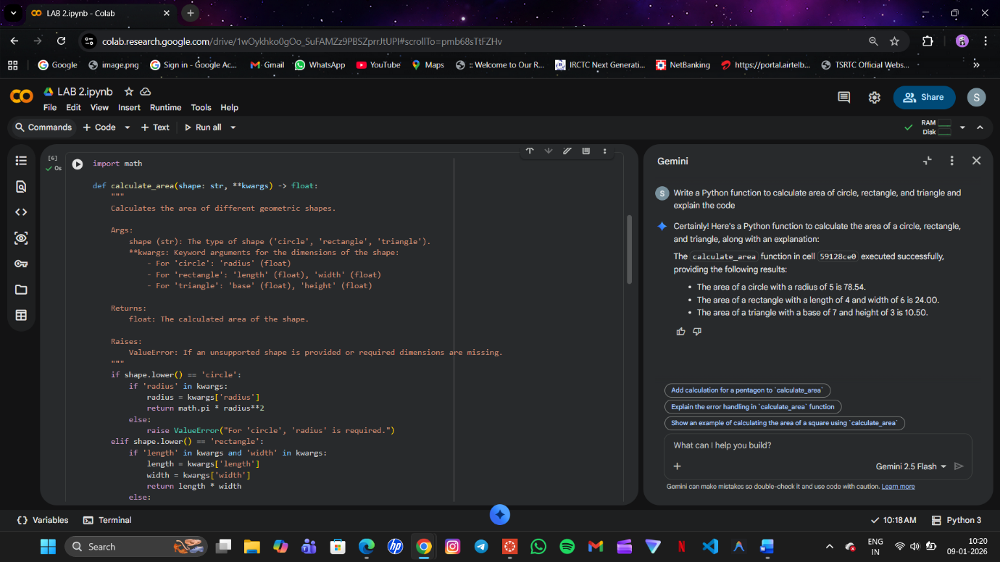 LAB 2.ipynb - Colab
colab.research.google.com/drive/1wOykhko0gOo_SuFAMZz9PBSZprrJtUPI#scrollTo=pmb68sTtFZHv
Google image.png Sign in - Google Ac... Gmail WhatsApp YouTube Maps :: Welcome to Our R... IRCTC Next Generati... NetBanking https://portal.airtelb... TSRTC Official Webs...
LAB 2.ipynb
File Edit View Insert Runtime Tools Help
Share
S
Commands + Code + Text Run all
RAM
Disk
[6]
0s
import math
def calculate_area(shape: str, **kwargs) -> float:
"""
Calculates the area of different geometric shapes.
Args:
shape (str): The type of shape ('circle', 'rectangle', 'triangle').
**kwargs: Keyword arguments for the dimensions of the shape:
- For 'circle': 'radius' (float)
- For 'rectangle': 'length' (float), 'width' (float)
- For 'triangle': 'base' (float), 'height' (float)
Returns:
float: The calculated area of the shape.
Raises:
ValueError: If an unsupported shape is provided or required dimensions are missing.
"""
if shape.lower() == 'circle':
if 'radius' in kwargs:
radius = kwargs['radius']
return math.pi * radius**2
else:
raise ValueError("For 'circle', 'radius' is required.")
elif shape.lower() == 'rectangle':
if 'length' in kwargs and 'width' in kwargs:
length = kwargs['length']
width = kwargs['width']
return length * width
else:
Gemini
S
Write a Python function to calculate area of circle, rectangle, and triangle and
explain the code
Certainly! Here's a Python function to calculate the area of a circle, rectangle,
and triangle, along with an explanation:
The calculate_area function in cell 59128ce0 executed successfully,
providing the following results:
• The area of a circle with a radius of 5 is 78.54.
• The area of a rectangle with a length of 4 and width of 6 is 24.00.
• The area of a triangle with a base of 7 and height of 3 is 10.50.
Add calculation for a pentagon to `calculate_area`
Explain the error handling in `calculate_area` function
Show an example of calculating the area of a square using `calculate_area`
What can I help you build?
Gemini 2.5 Flash
Gemini can make mistakes so double-check it and use code with caution. Learn more
Variables Terminal
10:18 AM Python 3
Search
ENG
IN
10:20
09-01-2026